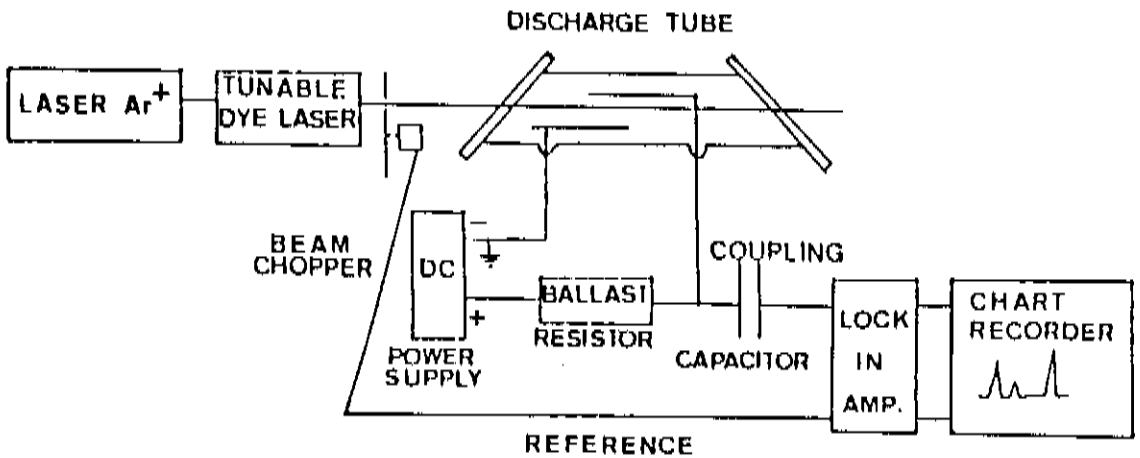 DISCHARGE TUBE
LASER Ar+
TUNABLE
DYE LASER
BEAM
CHOPPER
DC
−
+
POWER
SUPPLY
BALLAST
RESISTOR
COUPLING
CAPACITOR
LOCK
IN
AMP.
CHART
RECORDER
REFERENCE